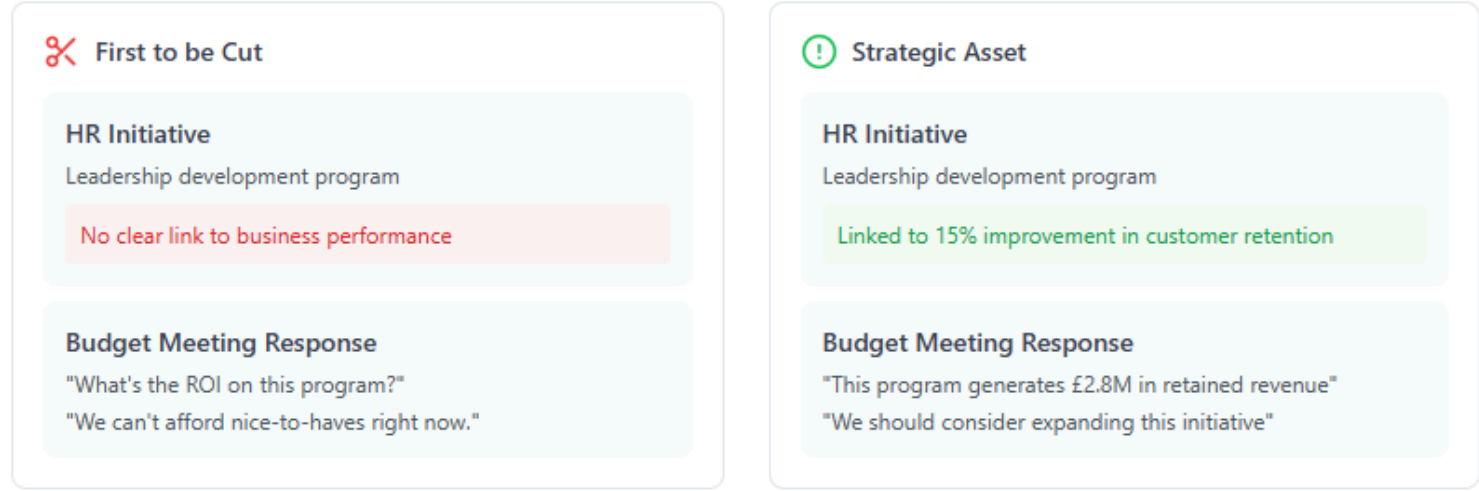 First to be Cut
HR Initiative
Leadership development program
No clear link to business performance
Budget Meeting Response
"What's the ROI on this program?"
"We can't afford nice-to-haves right now."
Strategic Asset
HR Initiative
Leadership development program
Linked to 15% improvement in customer retention
Budget Meeting Response
"This program generates £2.8M in retained revenue"
"We should consider expanding this initiative"